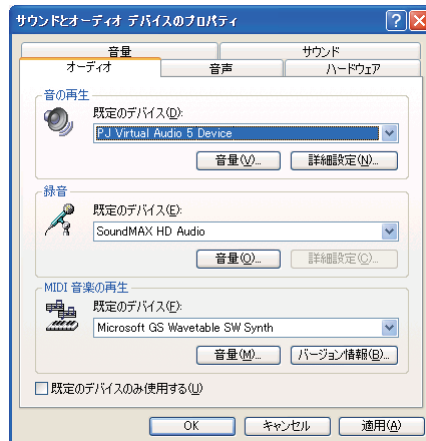 サウンドとオーディオ デバイスのプロパティ
音量 サウンド
オーディオ 音声 ハードウェア
音の再生
既定のデバイス(D):
PJ Virtual Audio 5 Device
音量(V)... 詳細設定(N)...
録音
既定のデバイス(E):
SoundMAX HD Audio
音量(O)... 詳細設定(C)...
MIDI 音楽の再生
既定のデバイス(F):
Microsoft GS Wavetable SW Synth
音量(M)... バージョン情報(B)...
既定のデバイスのみ使用する(U)
OK キャンセル 適用(A)